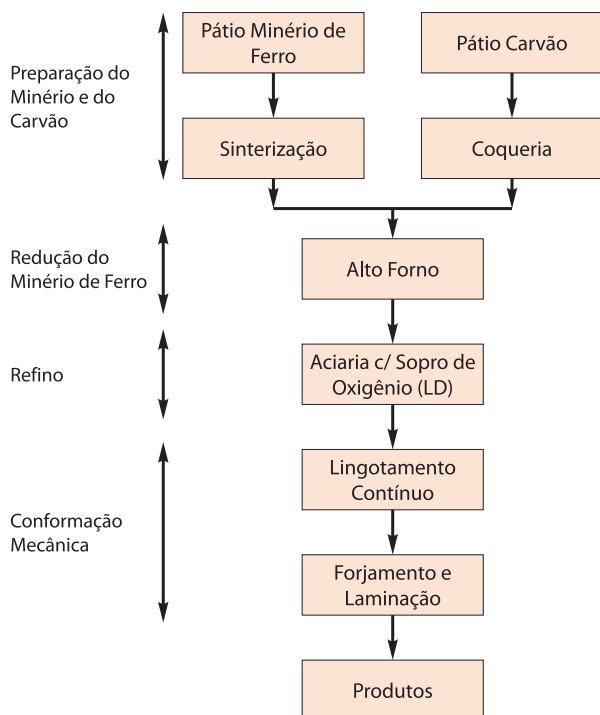 Pátio Minério de
Ferro
Pátio Carvão
Preparação do
Minério e do
Carvão
Sinterização
Coqueria
Redução do
Minério de Ferro
Alto Forno
Refino
Aciaria c/ Sopro de
Oxigênio (LD)
Lingotamento
Contínuo
Conformação
Mecânica
Forjamento e
Laminação
Produtos